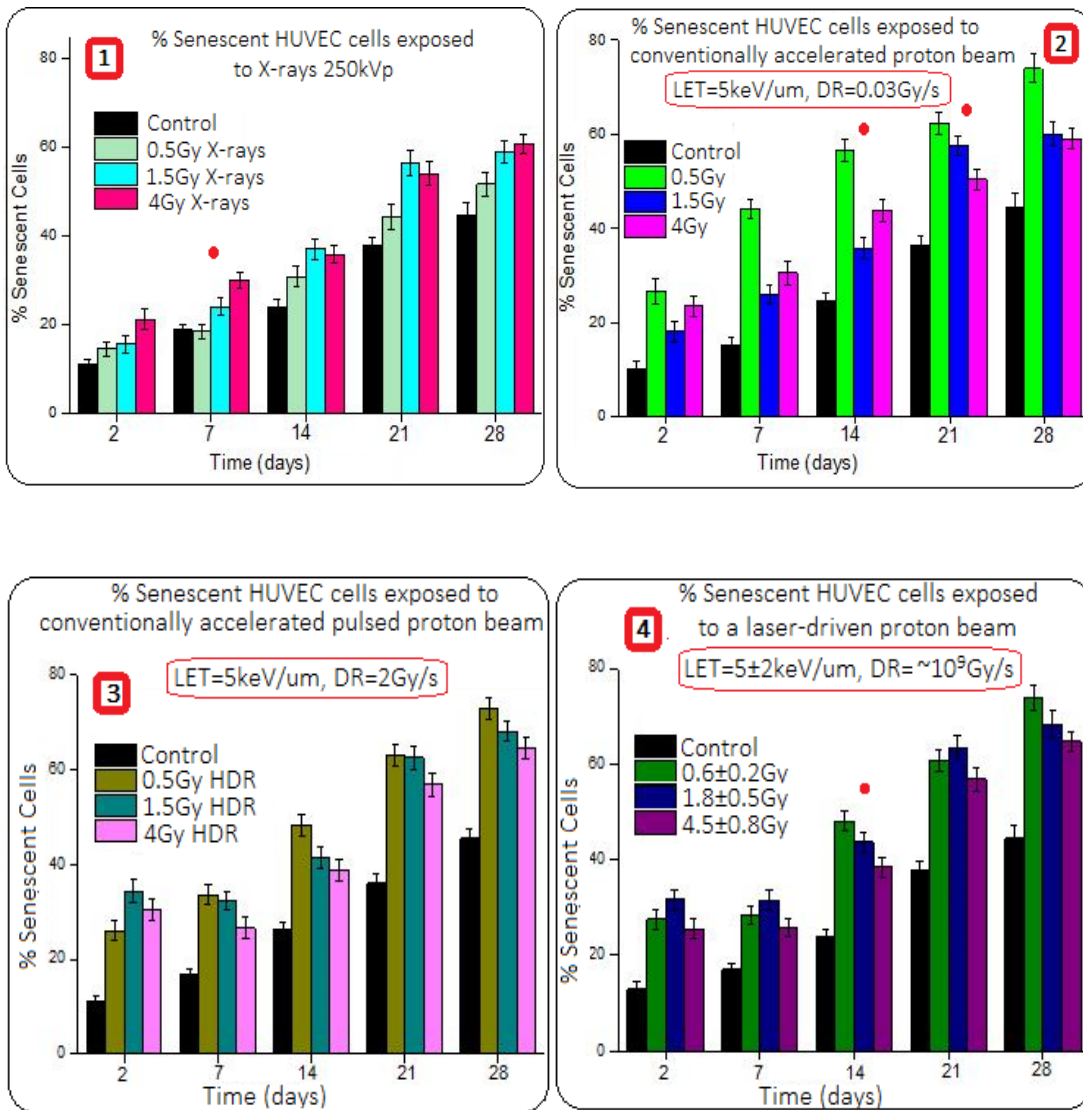 1
% Senescent HUVEC cells exposed
to X-rays 250kVp
80
60
40
20
0
% Senescent Cells
Control
0.5Gy X-rays
1.5Gy X-rays
4Gy X-rays
2 7 14 21 28
Time (days)
2
% Senescent HUVEC cells exposed to
conventionally accelerated proton beam
LET=5keV/um, DR=0.03Gy/s
80
60
40
20
0
% Senescent Cells
Control
0.5Gy
1.5Gy
4Gy
2 7 14 21 28
Time (days)
% Senescent HUVEC cells exposed to
conventionally accelerated pulsed proton beam
3
LET=5keV/um, DR=2Gy/s
80
60
40
20
0
% Senescent Cells
Control
0.5Gy HDR
1.5Gy HDR
4Gy HDR
2 7 14 21 28
Time (days)
4
% Senescent HUVEC cells exposed
to a laser-driven proton beam
LET=5±2keV/um, DR= ~10⁹Gy/s
80
60
40
20
0
% Senescent Cells
Control
0.6±0.2Gy
1.8±0.5Gy
4.5±0.8Gy
2 7 14 21 28
Time (days)